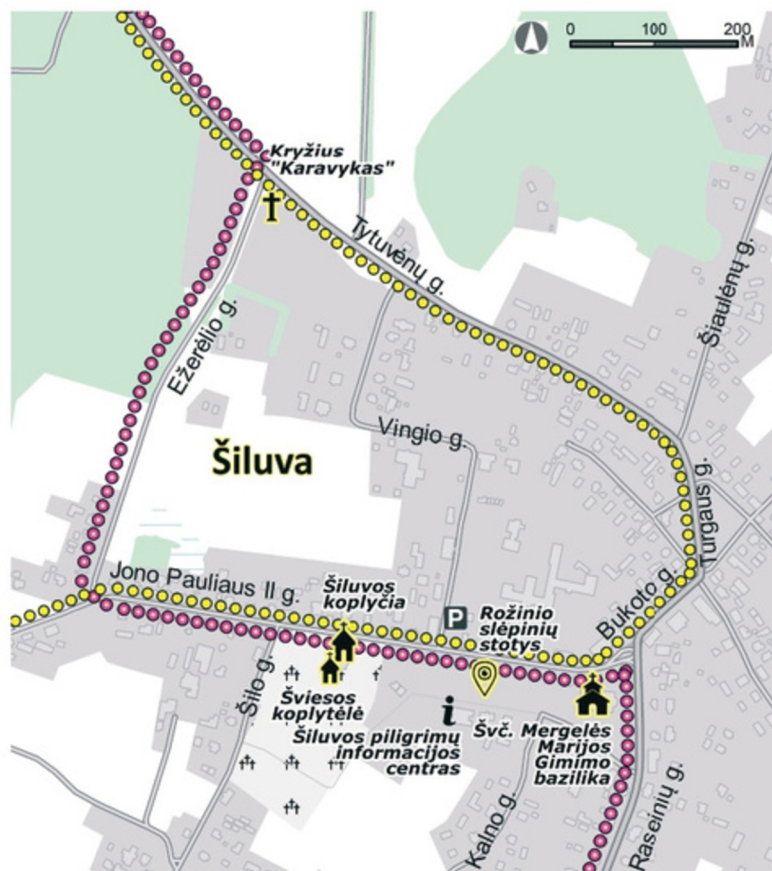 0 100 200
M
Kryžius
"Karavykas"
Tytuvėnų g.
Šiaulėnų g.
Ežerėlio g.
Vingio g.
Šiluva
Turgaus g.
Jono Pauliaus II g.
Šiluvos
koplyčia
P
Rožinio
slėpinių
stotys
Bukoto g.
Šilo g.
Šviesos
koplytėlė
Šiluvos piligrimų
informacijos
centras
i
Švč. Mergelės
Marijos
Gimimo
bazilika
Kalno g.
Raseinių g.